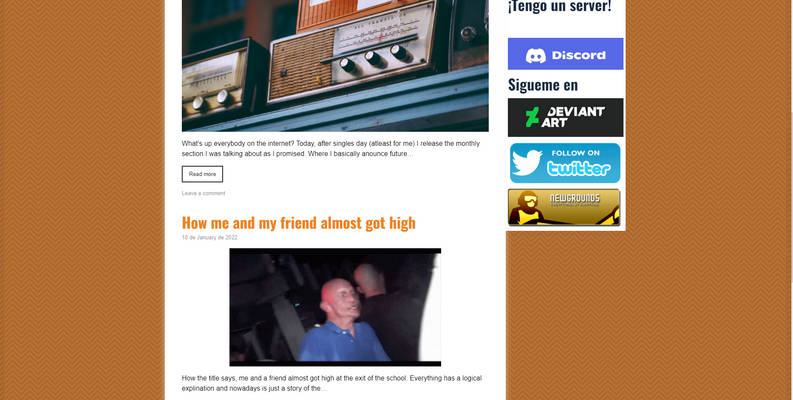 ¡Tengo un server!
Discord
Sigueme en
DEVIANT
ART
FOLLOW ON
twitter
NEWGROUNDS
What's up everybody on the internet? Today, after singles day (atleast for me) I release the monthly
section I was talking about as I promised. Where I basically anounce future…
Read more
Leave a comment
How me and my friend almost got high
10 de January de 2022
How the title says, me and a friend almost got high at the exit of the school. Everything has a logical
explination and nowadays is just a story of the…